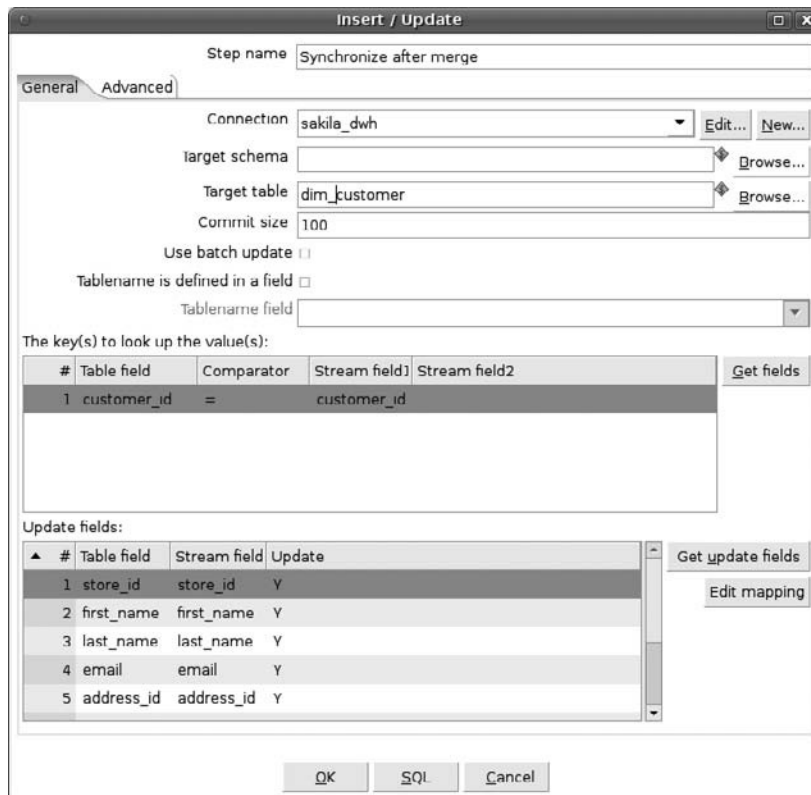 Insert / Update
Step name Synchronize after merge
General Advanced
Connection sakila_dwh Edit... New...
Target schema Browse...
Target table dim_customer Browse...
Commit size 100
Use batch update
Tablename is defined in a field
Tablename field
The key(s) to look up the value(s):
# Table field Comparator Stream field1 Stream field2 Get fields
1 customer_id = customer_id
Update fields:
# Table field Stream field Update Get update fields
1 store_id store_id Y Edit mapping
2 first_name first_name Y
3 last_name last_name Y
4 email email Y
5 address_id address_id Y
OK SQL Cancel